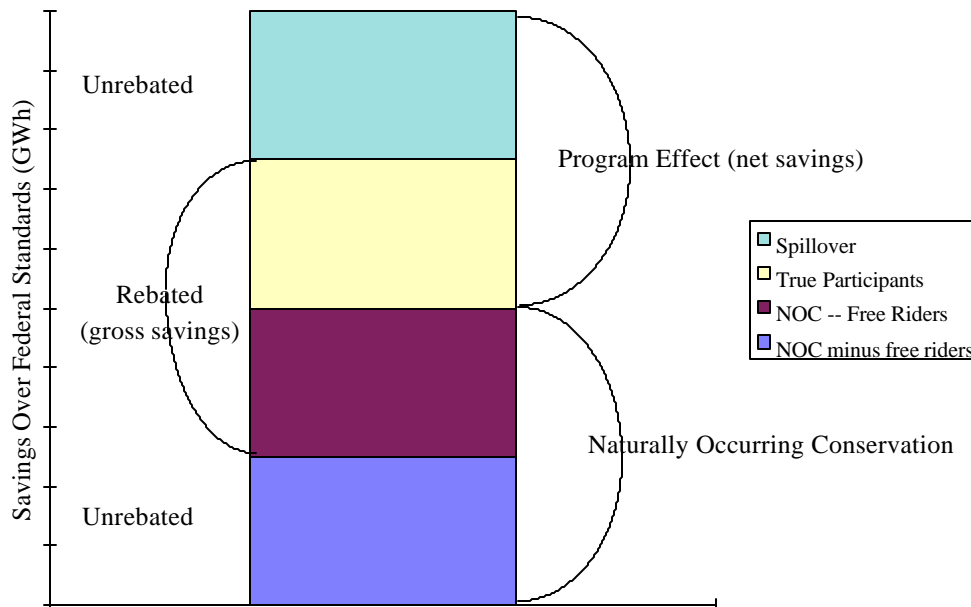 Savings Over Federal Standards (GWh)
Unrebated
Rebated
(gross savings)
Unrebated
Program Effect (net savings)
Naturally Occurring Conservation
Spillover
True Participants
NOC -- Free Riders
NOC minus free riders